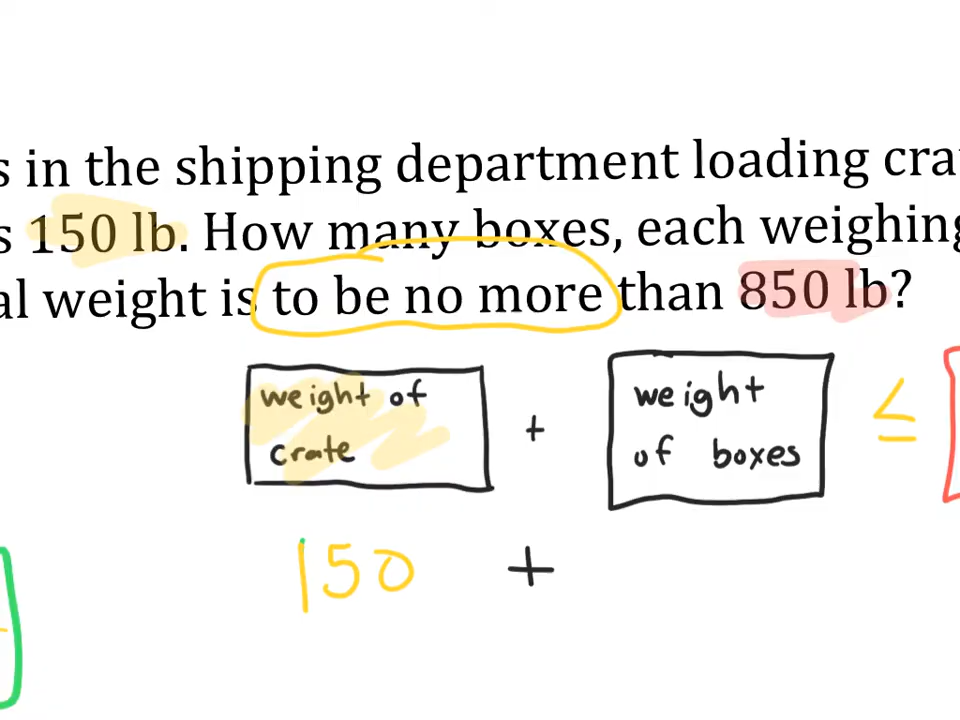 s in the shipping department loading cra
s 150 lb. How many boxes, each weighing
al weight is to be no more than 850 lb?
weight of crate + weight of boxes ≤
150 +